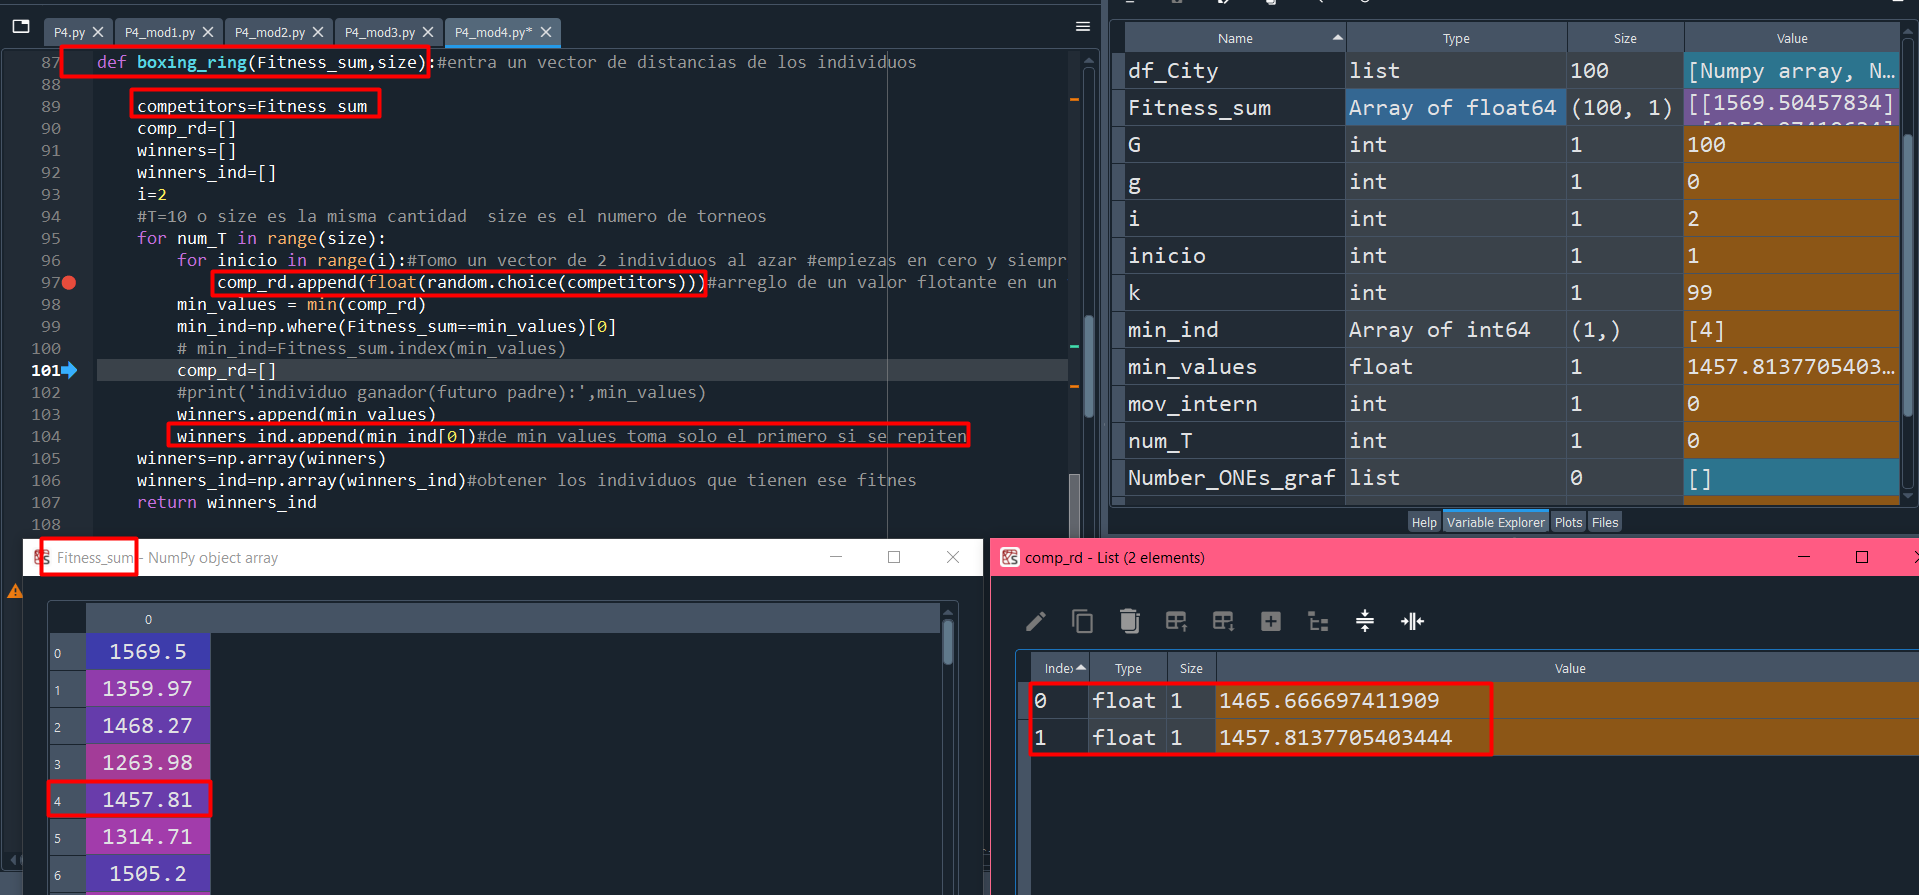 P4.py
P4_mod1.py
P4_mod2.py
P4_mod3.py
P4_mod4.py*
87 def boxing_ring(Fitness_sum,size):#entra un vector de distancias de los individuos
88
89 competitors=Fitness_sum
90 comp_rd=[]
91 winners=[]
92 winners_ind=[]
93 i=2
94 #T=10 o size es la misma cantidad  size es el numero de torneos
95 for num_T in range(size):
96 for inicio in range(i):#Tomo un vector de 2 individuos al azar #empiezas en cero y siempr
97 comp_rd.append(float(random.choice(competitors)))#arreglo de un valor flotante en un
98 min_values = min(comp_rd)
99 min_ind=np.where(Fitness_sum==min_values)[0]
100 # min_ind=Fitness_sum.index(min_values)
101 comp_rd=[]
102 #print('individuo ganador(futuro padre):',min_values)
103 winners.append(min_values)
104 winners_ind.append(min_ind[0])#de min_values toma solo el primero si se repiten
105 winners=np.array(winners)
106 winners_ind=np.array(winners_ind)#obtener los individuos que tienen ese fitnes
107 return winners_ind
108
Name Type Size Value
df_City list 100 [Numpy array, N...
Fitness_sum Array of float64 (100, 1) [[1569.50457834]
G int 1 100
g int 1 0
i int 1 2
inicio int 1 1
k int 1 99
min_ind Array of int64 (1,) [4]
min_values float 1 1457.8137705403...
mov_intern int 1 0
num_T int 1 0
Number_ONEs_graf list 0 []
Help Variable Explorer Plots Files
Fitness_sum - NumPy object array
0
0 1569.5
1 1359.97
2 1468.27
3 1263.98
4 1457.81
5 1314.71
6 1505.2
comp_rd - List (2 elements)
Index Type Size Value
0 float 1 1465.666697411909
1 float 1 1457.8137705403444